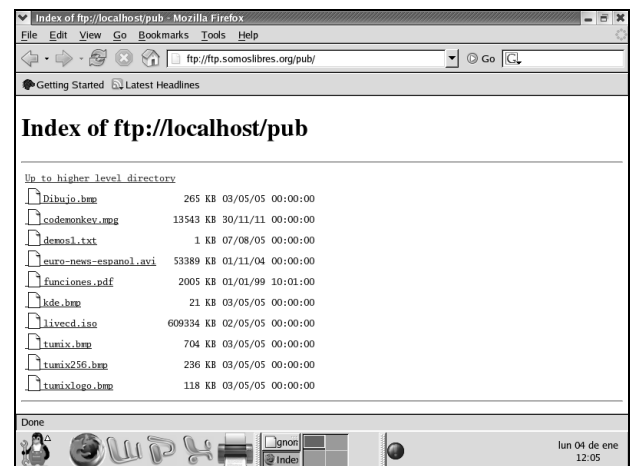 Index of ftp://localhost/pub - Mozilla Firefox
File Edit View Go Bookmarks Tools Help
ftp://ftp.somoslibres.org/pub/ Go G
Getting Started Latest Headlines
Index of ftp://localhost/pub
Up to higher level directory
Dibujo.bmp 265 KB 03/05/05 00:00:00
codemonkey.mpg 13543 KB 30/11/11 00:00:00
demos1.txt 1 KB 07/08/05 00:00:00
euro-news-espanol.avi 53389 KB 01/11/04 00:00:00
funciones.pdf 2005 KB 01/01/99 10:01:00
kde.bmp 21 KB 03/05/05 00:00:00
livecd.iso 609334 KB 02/05/05 00:00:00
tumix.bmp 704 KB 03/05/05 00:00:00
tumix256.bmp 236 KB 03/05/05 00:00:00
tumixlogo.bmp 118 KB 03/05/05 00:00:00
Done
gnom
Inde
lun 04 de ene
12:05